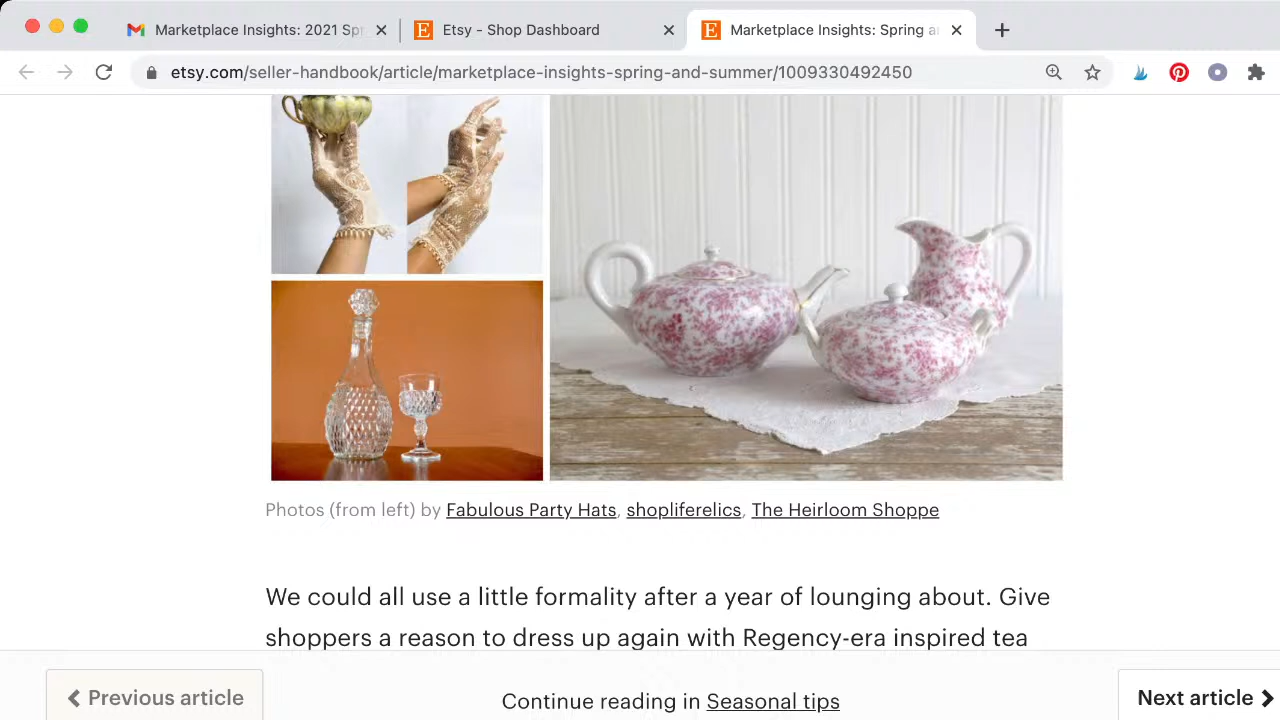 Marketplace Insights: 2021 Spr
Etsy - Shop Dashboard
Marketplace Insights: Spring a
etsy.com/seller-handbook/article/marketplace-insights-spring-and-summer/1009330492450
Photos (from left) by Fabulous Party Hats, shopliferelics, The Heirloom Shoppe
We could all use a little formality after a year of lounging about. Give
shoppers a reason to dress up again with Regency-era inspired tea
Previous article
Continue reading in Seasonal tips
Next article